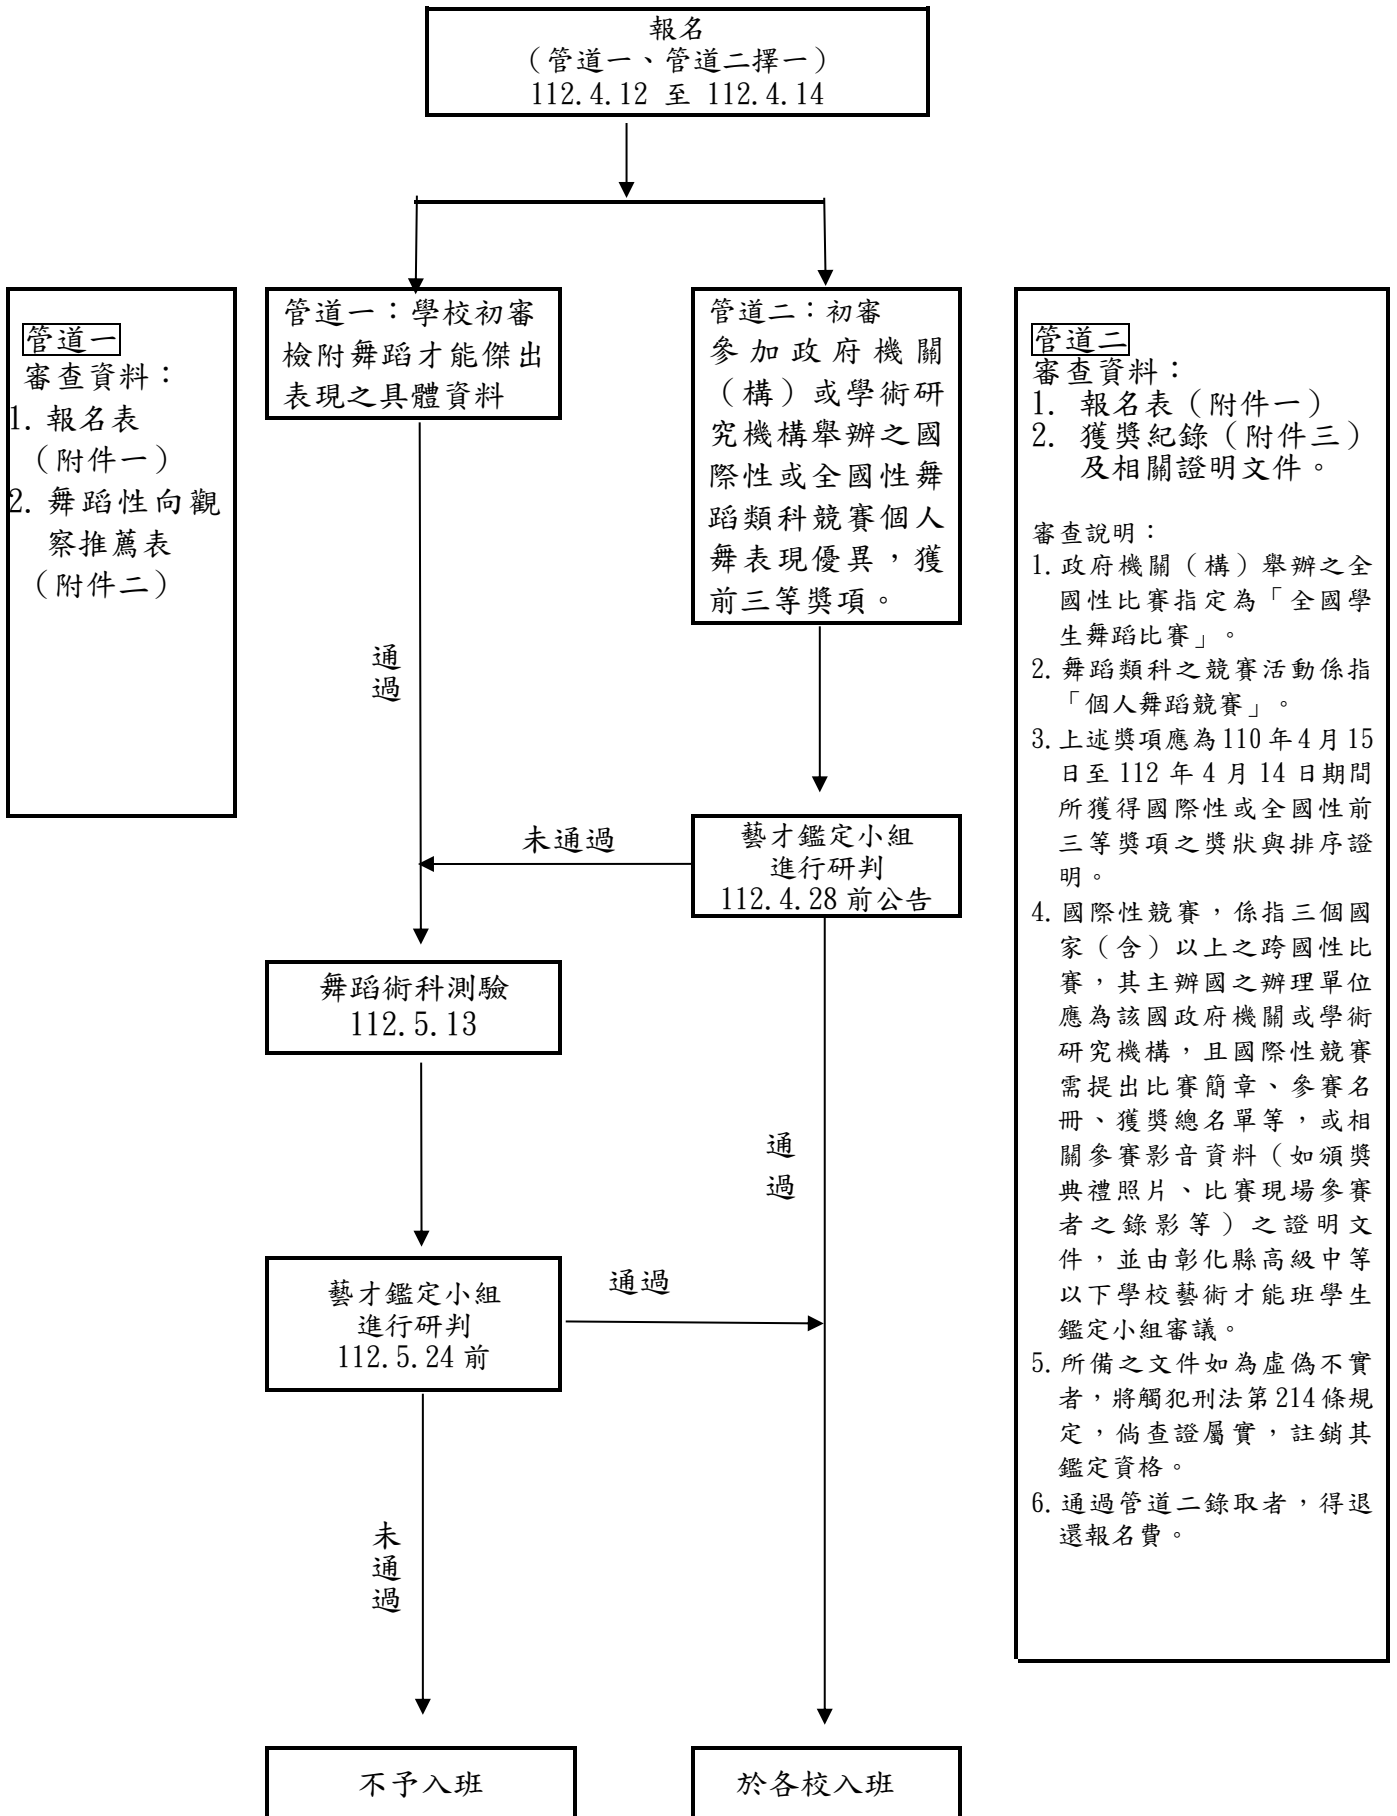 報名
（管道一、管道二擇一）
112.4.12 至 112.4.14
管道一
審查資料：
1. 報名表
（附件一）
2. 舞蹈性向觀
察推薦表
（附件二）
管道一：學校初審
檢附舞蹈才能傑出
表現之具體資料
管道二：初審
參加政府機關
（構）或學術研
究機構舉辦之國
際性或全國性舞
蹈類科競賽個人
舞表現優異，獲
前三等獎項。
管道二
審查資料：
1. 報名表（附件一）
2. 獲獎紀錄（附件三）
及相關證明文件。
審查說明：
1. 政府機關（構）舉辦之全
國性比賽指定為「全國學
生舞蹈比賽」。
2. 舞蹈類科之競賽活動係指
「個人舞蹈競賽」。
3. 上述獎項應為 110 年 4 月 15
日至 112 年 4 月 14 日期間
所獲得國際性或全國性前
三等獎項之獎狀與排序證
明。
4. 國際性競賽，係指三個國
家（含）以上之跨國性比
賽，其主辦國之辦理單位
應為該國政府機關或學術
研究機構，且國際性競賽
需提出比賽簡章、參賽名
冊、獲獎總名單等，或相
關參賽影音資料（如頒獎
典禮照片、比賽現場參賽
者之錄影等）之證明文
件，並由彰化縣高級中等
以下學校藝術才能班學生
鑑定小組審議。
5. 所備之文件如為虛偽不實
者，將觸犯刑法第 214 條規
定，倘查證屬實，註銷其
鑑定資格。
6. 通過管道二錄取者，得退
還報名費。
通
過
未通過
藝才鑑定小組
進行研判
112.4.28 前公告
舞蹈術科測驗
112.5.13
通
過
藝才鑑定小組
進行研判
112.5.24 前
通過
未
通
過
不予入班
於各校入班